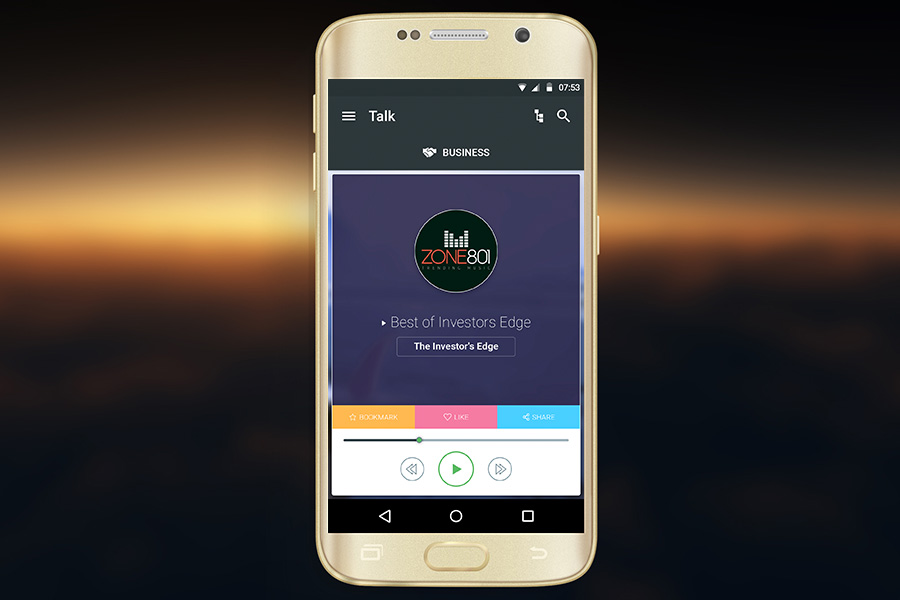 07:53
Talk
BUSINESS
ZONE801
TRENDING MUSIC
Best of Investors Edge
The Investor's Edge
BOOKMARK
LIKE
SHARE